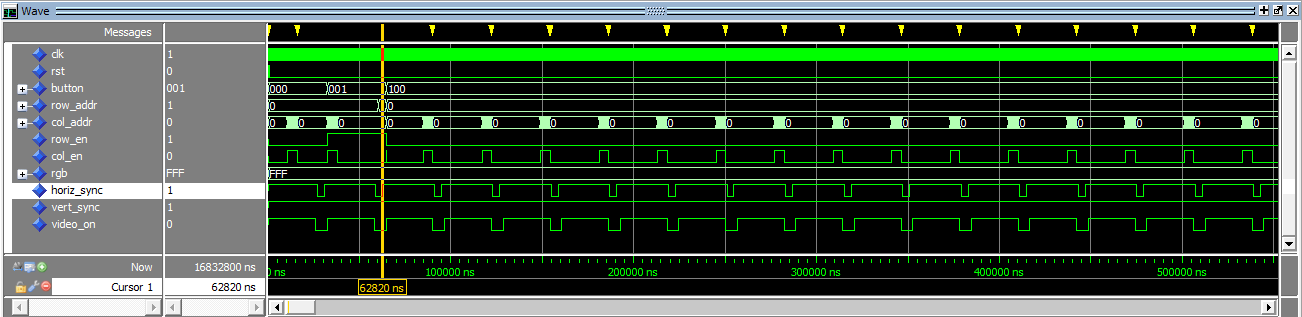 Wave
Messages
clk 1
rst 0
button 001 000 001 100
row_addr 1 0 0
col_addr 0 0 0 0 0 0 0 0 0 0 0 0 0 0 0 0 0 0 0
row_en 1
col_en 0
rgb FFF FFF
horiz_sync 1
vert_sync 1
video_on 0
Now 16832800 ns 0 ns 100000 ns 200000 ns 300000 ns 400000 ns 500000 ns
Cursor 1 62820 ns 62820 ns